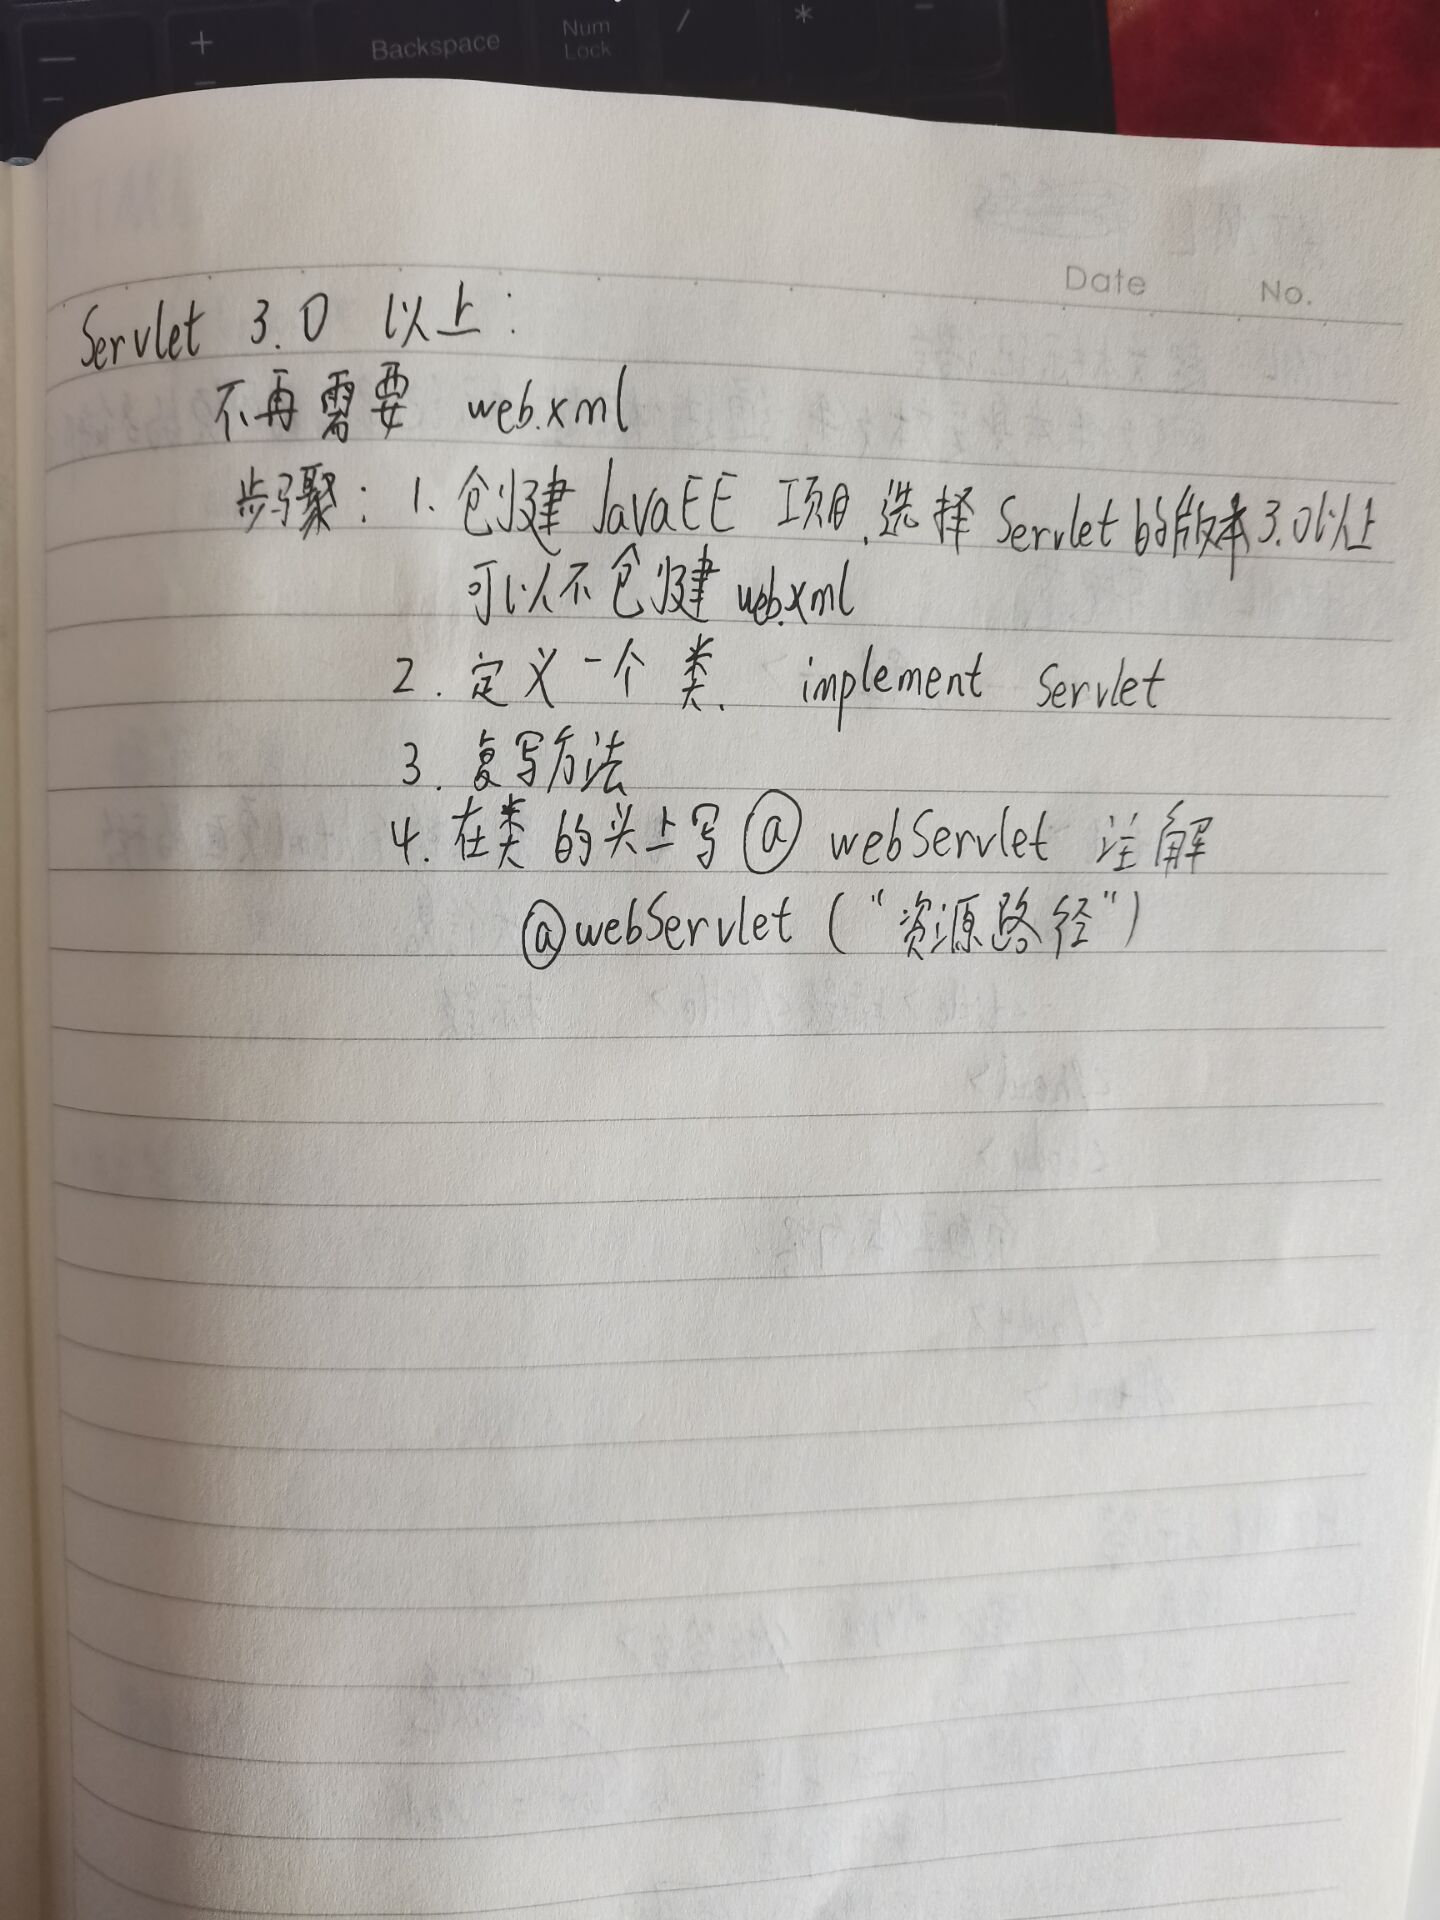 Backspace
Num
Lock
/
*
Date
No.
Servlet 3.0 以上:
不再需要 web.xml
步骤: 1. 创建 JavaEE 项目.选择 Servlet 的版本3.0以上
可以不创建 web.xml
2. 定义一个类. implement Servlet
3. 复写方法
4. 在类的头上写 @ webServlet 注解
@webServlet ("资源路径")